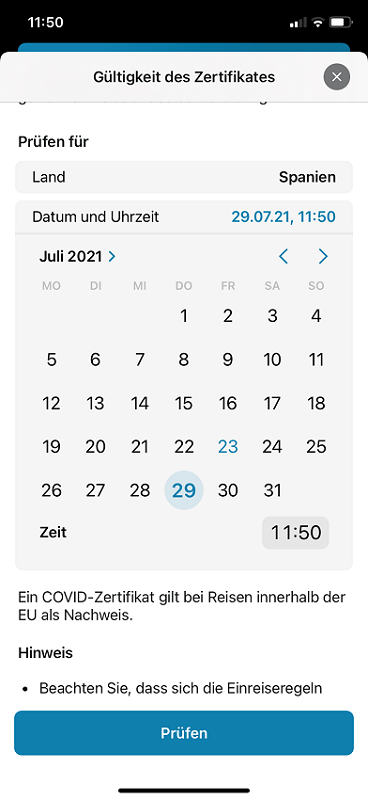 11:50
Gültigkeit des Zertifikates
Prüfen für
Land Spanien
Datum und Uhrzeit 29.07.21, 11:50
Juli 2021
MO DI MI DO FR SA SO
1 2 3 4
5 6 7 8 9 10 11
12 13 14 15 16 17 18
19 20 21 22 23 24 25
26 27 28 29 30 31
Zeit 11:50
Ein COVID-Zertifikat gilt bei Reisen innerhalb der
EU als Nachweis.
Hinweis
• Beachten Sie, dass sich die Einreiseregeln
Prüfen